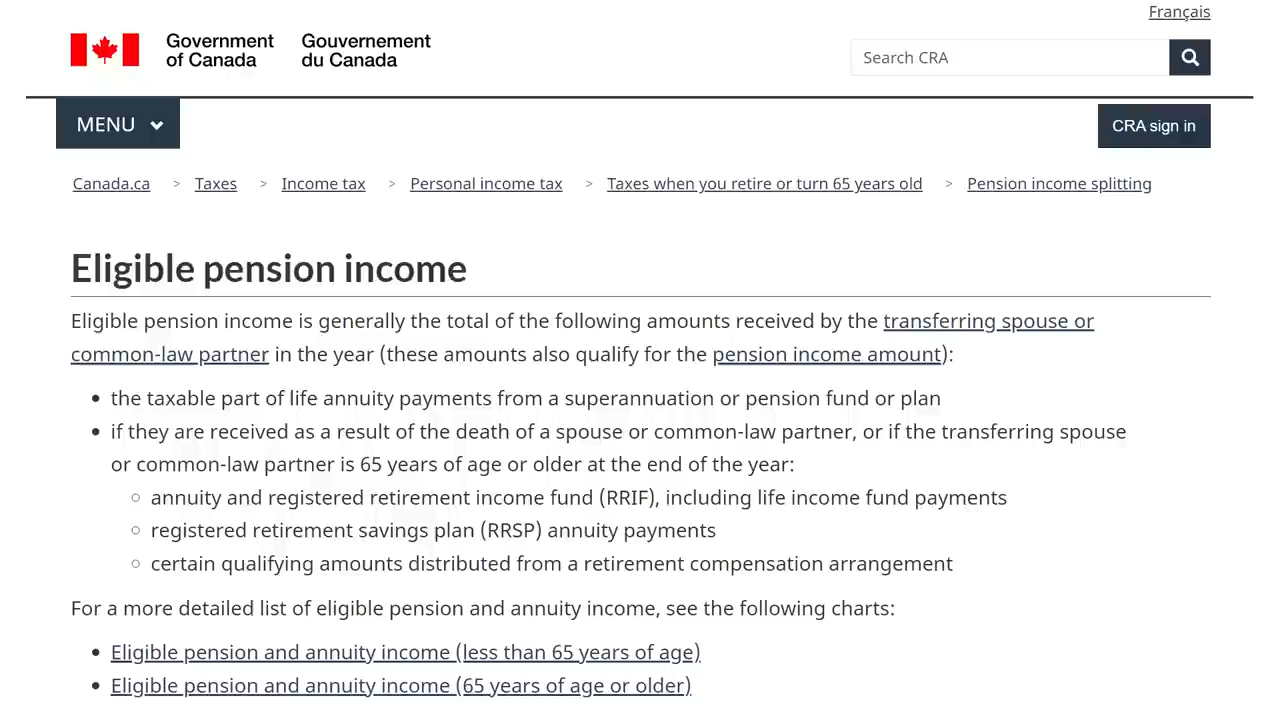 Français
Government of Canada
Gouvernement du Canada
Search CRA
MENU
CRA sign in
Canada.ca > Taxes > Income tax > Personal income tax > Taxes when you retire or turn 65 years old > Pension income splitting
Eligible pension income
Eligible pension income is generally the total of the following amounts received by the transferring spouse or
common-law partner in the year (these amounts also qualify for the pension income amount):
the taxable part of life annuity payments from a superannuation or pension fund or plan
if they are received as a result of the death of a spouse or common-law partner, or if the transferring spouse
or common-law partner is 65 years of age or older at the end of the year:
annuity and registered retirement income fund (RRIF), including life income fund payments
registered retirement savings plan (RRSP) annuity payments
certain qualifying amounts distributed from a retirement compensation arrangement
For a more detailed list of eligible pension and annuity income, see the following charts:
Eligible pension and annuity income (less than 65 years of age)
Eligible pension and annuity income (65 years of age or older)